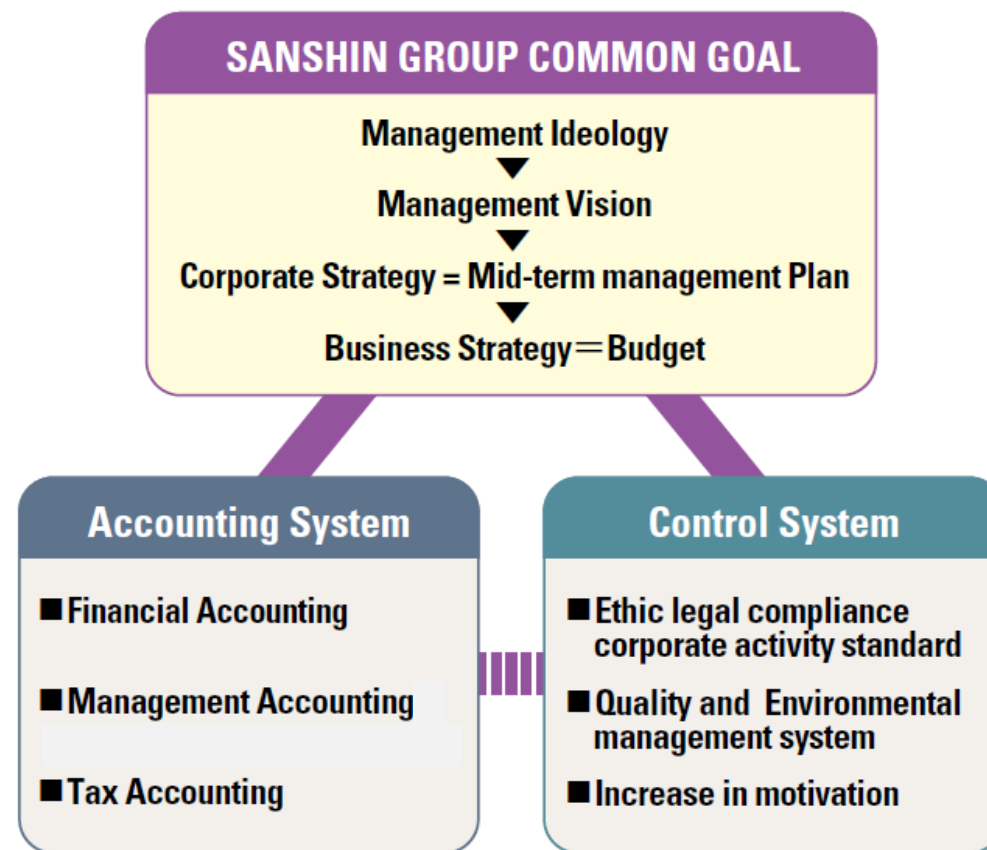 SANSHIN GROUP COMMON GOAL
Management Ideology
▼
Management Vision
▼
Corporate Strategy = Mid-term management Plan
▼
Business Strategy＝Budget
Accounting System
■Financial Accounting
■Management Accounting
■Tax Accounting
Control System
■Ethic legal compliance
corporate activity standard
■Quality and Environmental
management system
■Increase in motivation